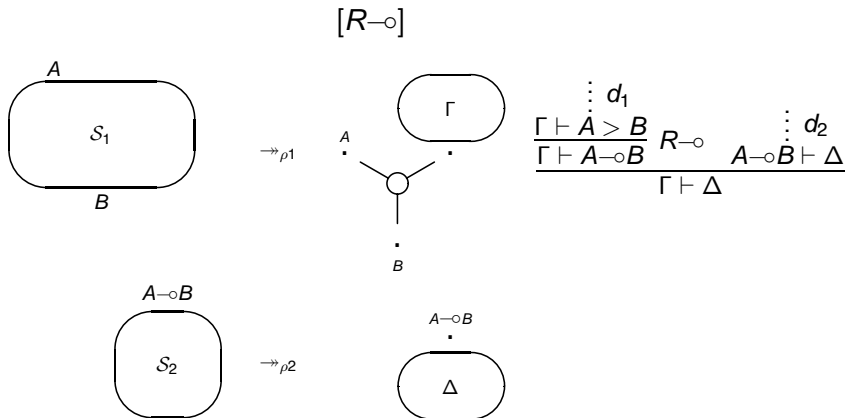 [R⊸]
A
𝒮₁
B
↠ρ1
Γ
A
B
⋮ d₁
Γ ⊢ A > B
R⊸
Γ ⊢ A⊸B
⋮ d₂
A⊸B ⊢ Δ
Γ ⊢ Δ
A⊸B
𝒮₂
↠ρ2
A⊸B
Δ